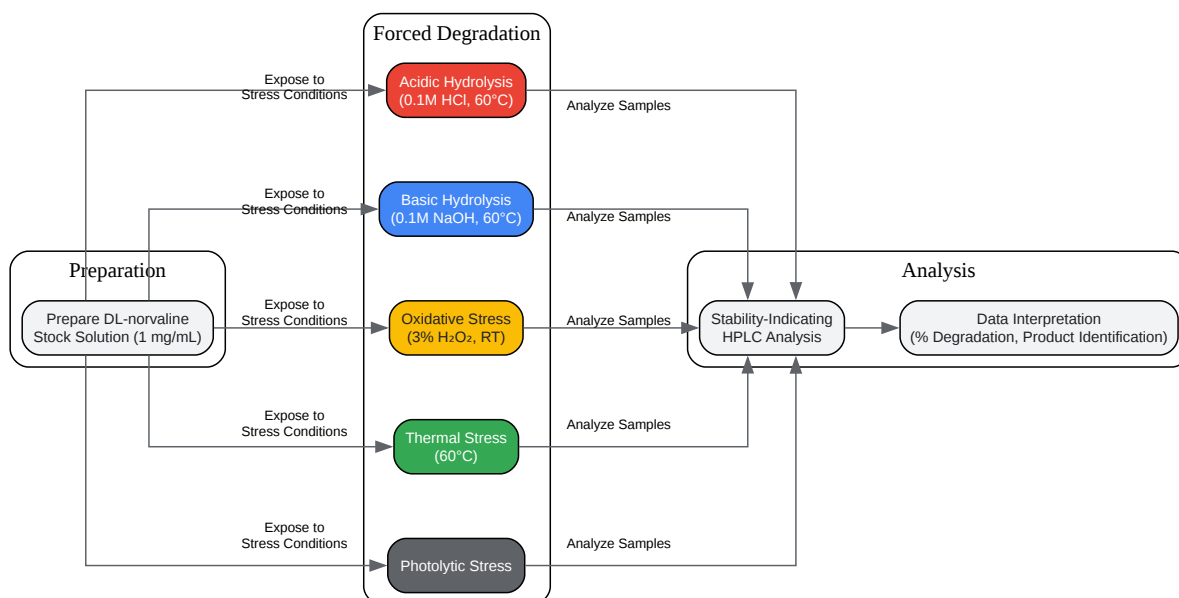 Forced Degradation
Expose to
Stress Conditions
Acidic Hydrolysis
(0.1M HCl, 60°C)
Analyze Samples
Expose to
Stress Conditions
Basic Hydrolysis
(0.1M NaOH, 60°C)
Analyze Samples
Preparation
Prepare DL-norvaline
Stock Solution (1 mg/mL)
Expose to
Stress Conditions
Oxidative Stress
(3% H₂O₂, RT)
Analyze Samples
Analysis
Stability-Indicating
HPLC Analysis
Data Interpretation
(% Degradation, Product Identification)
Expose to
Stress Conditions
Thermal Stress
(60°C)
Analyze Samples
Expose to
Stress Conditions
Photolytic Stress
Analyze Samples